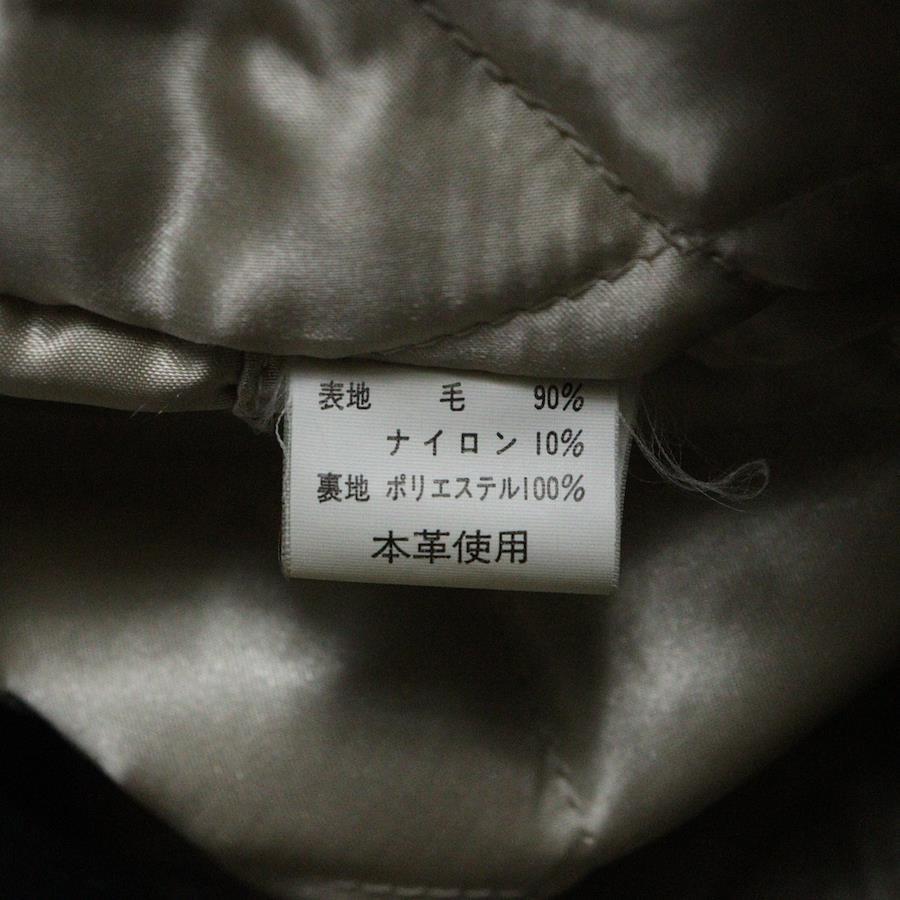 表地 毛 90%
ナイロン 10%
裏地 ポリエステル100%
本革使用